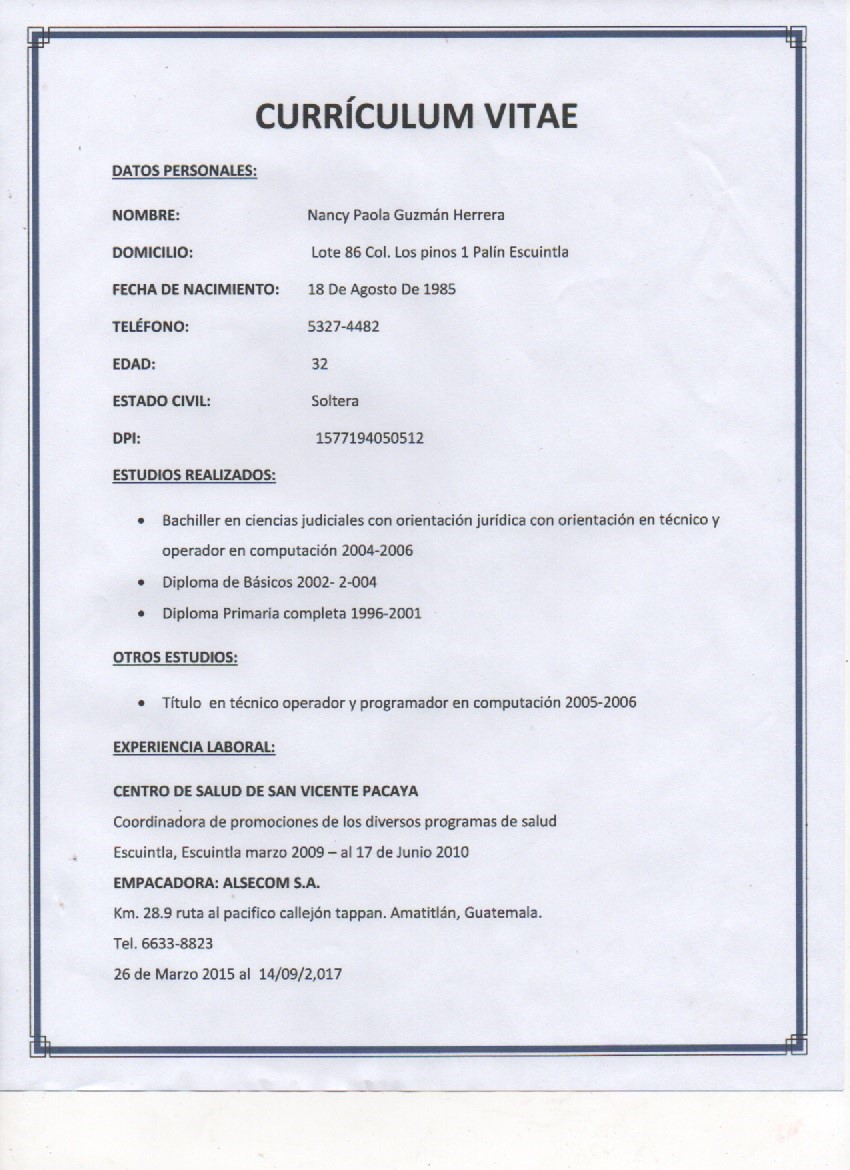 CURRÍCULUM VITAE
DATOS PERSONALES:
NOMBRE: Nancy Paola Guzmán Herrera
DOMICILIO: Lote 86 Col. Los pinos 1 Palín Escuintla
FECHA DE NACIMIENTO: 18 De Agosto De 1985
TELÉFONO: 5327-4482
EDAD: 32
ESTADO CIVIL: Soltera
DPI: 1577194050512
ESTUDIOS REALIZADOS:
• Bachiller en ciencias judiciales con orientación jurídica con orientación en técnico y
operador en computación 2004-2006
• Diploma de Básicos 2002- 2-004
• Diploma Primaria completa 1996-2001
OTROS ESTUDIOS:
• Título en técnico operador y programador en computación 2005-2006
EXPERIENCIA LABORAL:
CENTRO DE SALUD DE SAN VICENTE PACAYA
Coordinadora de promociones de los diversos programas de salud
Escuintla, Escuintla marzo 2009 – al 17 de Junio 2010
EMPACADORA: ALSECOM S.A.
Km. 28.9 ruta al pacifico callejón tappan. Amatitlán, Guatemala.
Tel. 6633-8823
26 de Marzo 2015 al 14/09/2,017